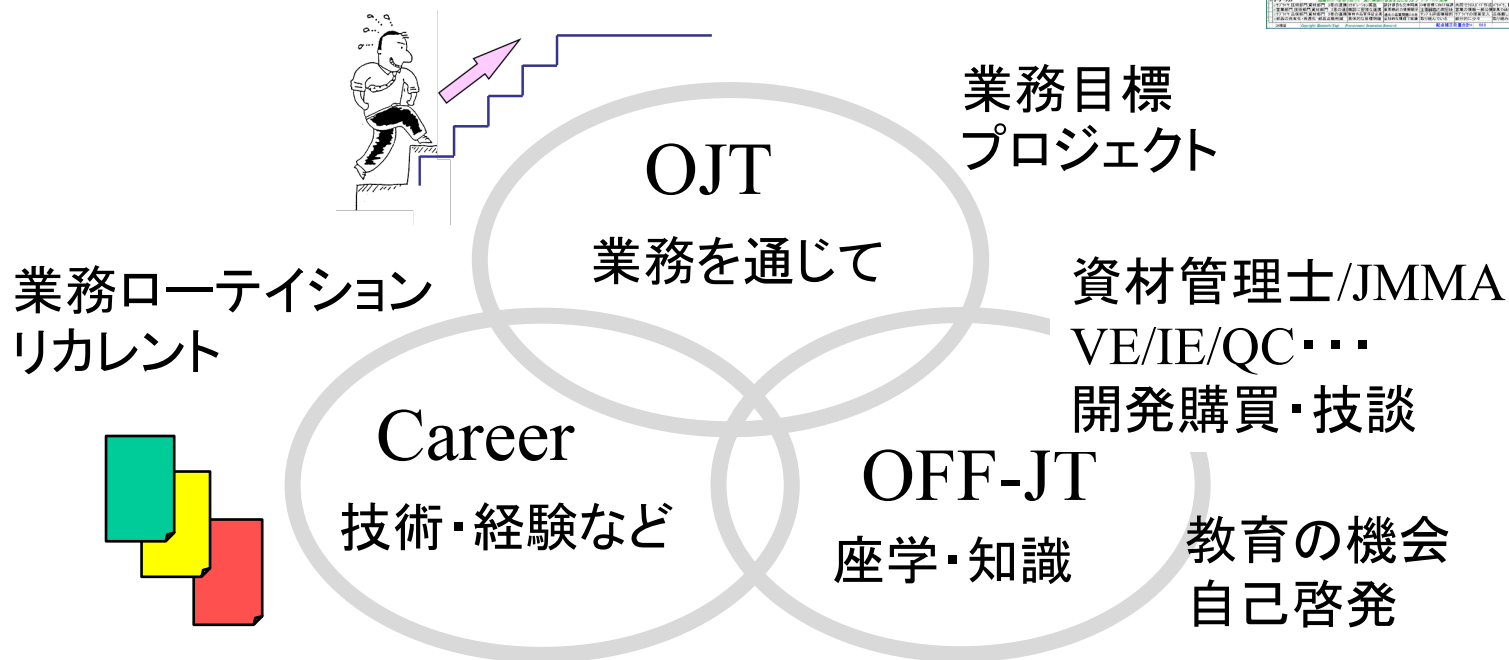 業務目標
プロジェクト
OJT
業務を通じて
業務ローテイション
リカレント
資材管理士/JMMA
VE/IE/QC・・・
開発購買・技談
Career
技術・経験など
OFF-JT
座学・知識
教育の機会
自己啓発